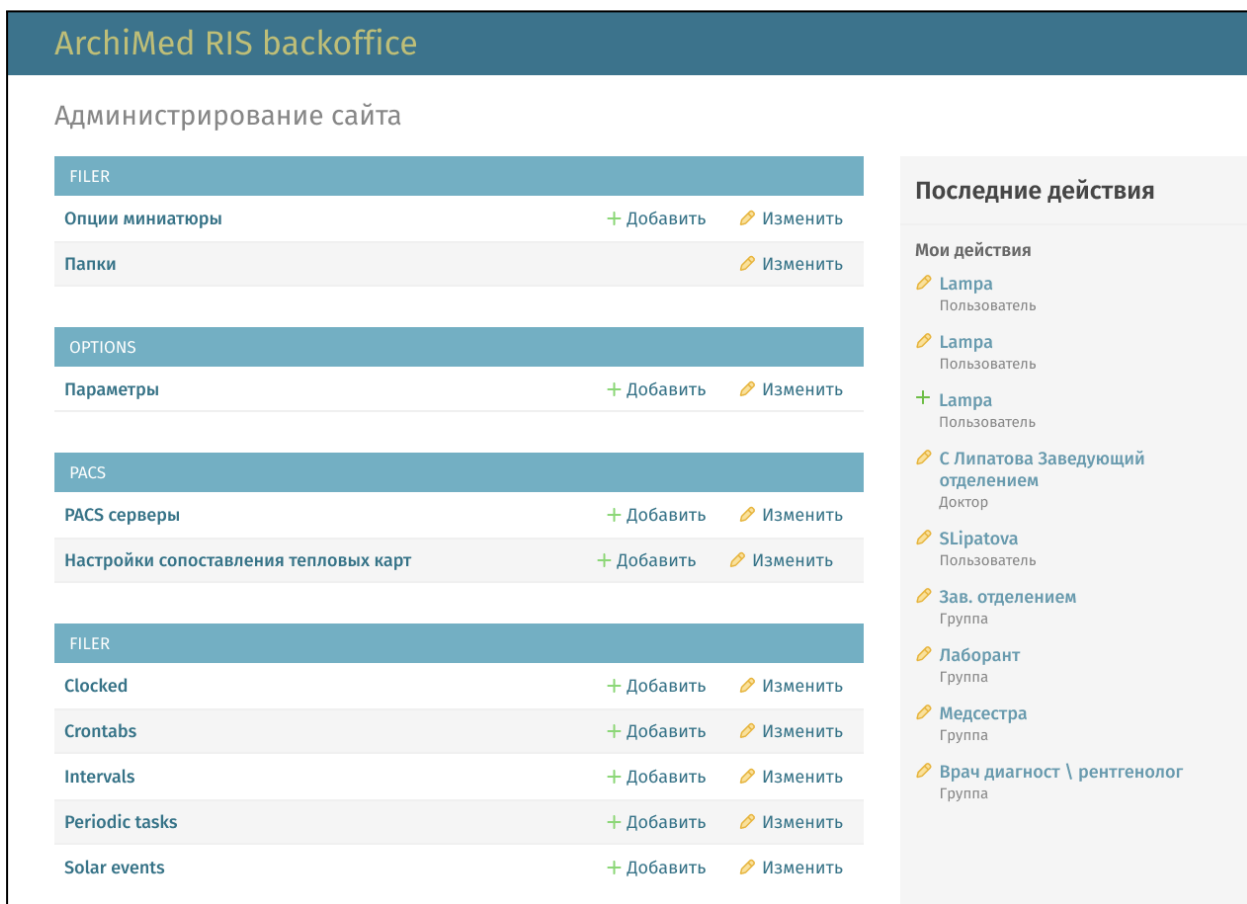 ArchiMed RIS backoffice
Администрирование сайта
FILER
Опции миниатюры Добавить Изменить
Папки Изменить
OPTIONS
Параметры Добавить Изменить
PACS
PACS серверы Добавить Изменить
Настройки сопоставления тепловых карт Добавить Изменить
FILER
Clocked Добавить Изменить
Crontabs Добавить Изменить
Intervals Добавить Изменить
Periodic tasks Добавить Изменить
Solar events Добавить Изменить
Последние действия
Мои действия
Lampa
Пользователь
Lampa
Пользователь
Lampa
Пользователь
С Липатова Заведующий
отделением
Доктор
SLipatova
Пользователь
Зав. отделением
Группа
Лаборант
Группа
Медсестра
Группа
Врач диагност \ рентгенолог
Группа